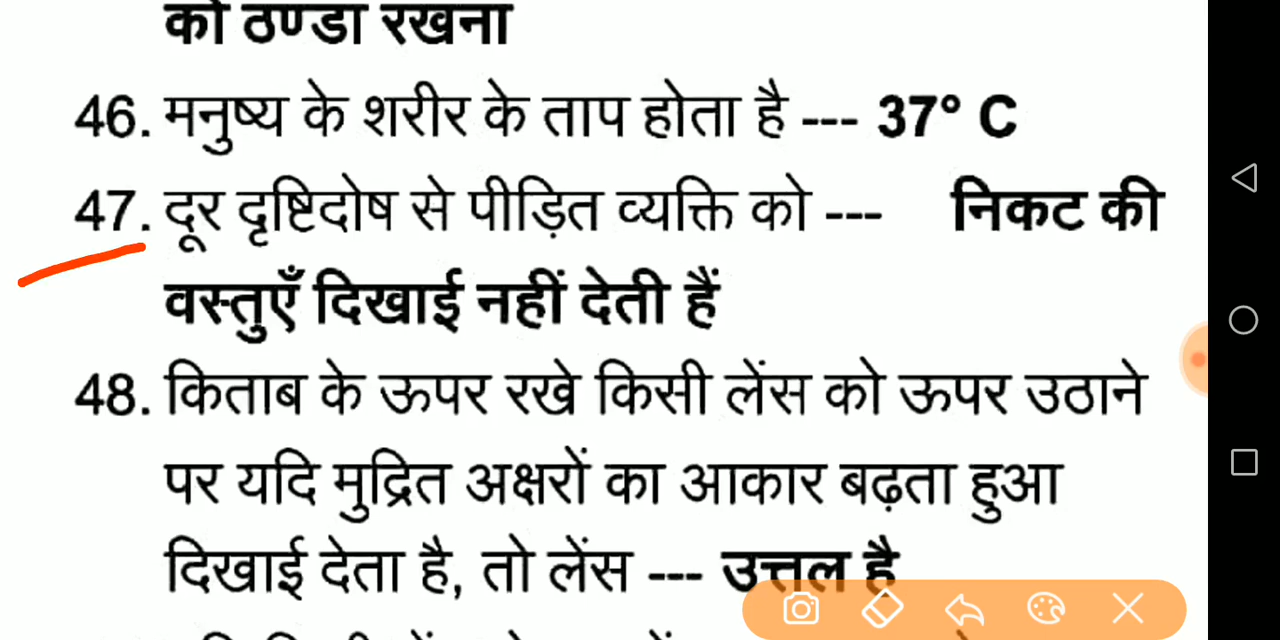 को ठण्डा रखना
46. मनुष्य के शरीर के ताप होता है --- 37° C
47. दूर दृष्टिदोष से पीड़ित व्यक्ति को --- निकट की
वस्तुएँ दिखाई नहीं देती हैं
48. किताब के ऊपर रखे किसी लेंस को ऊपर उठाने
पर यदि मुद्रित अक्षरों का आकार बढ़ता हुआ
दिखाई देता है, तो लेंस --- उत्तल है